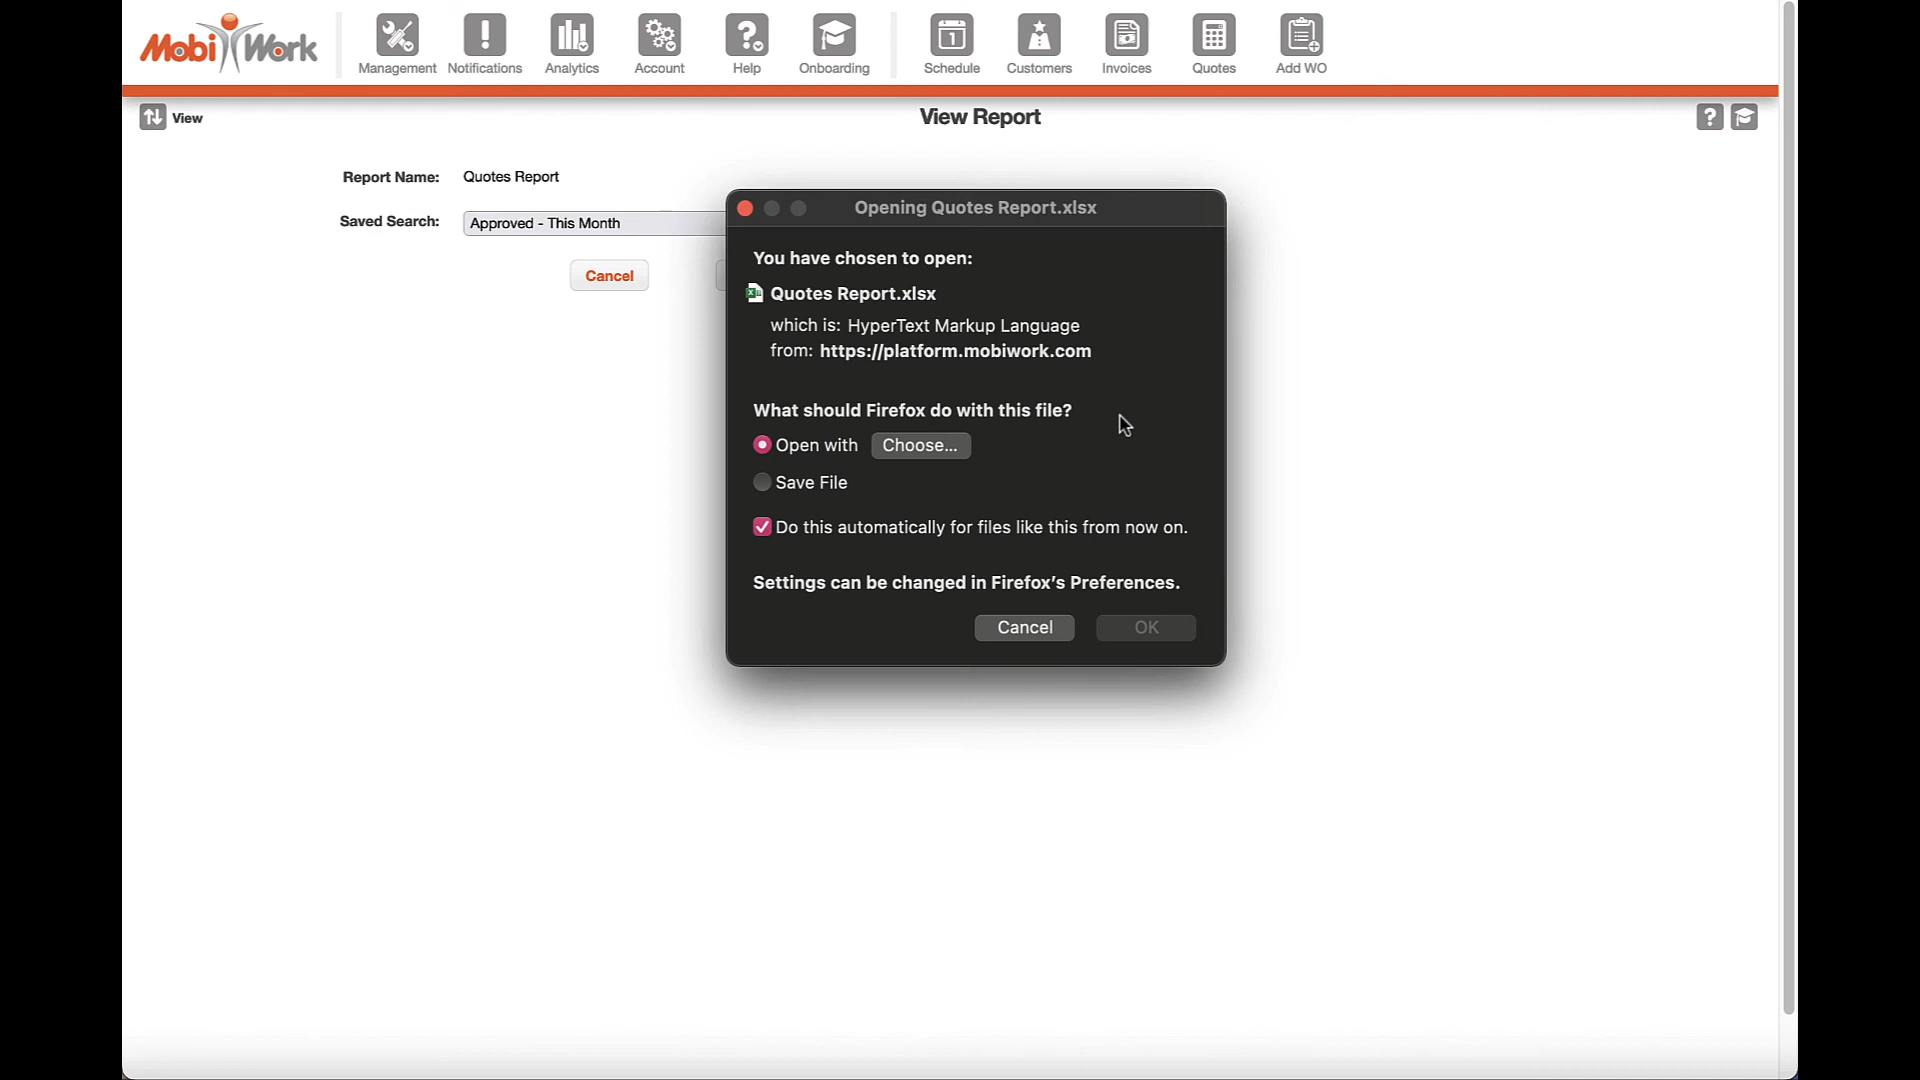 MobiWork
Management
Notifications
Analytics
Account
Help
Onboarding
Schedule
1
Customers
Invoices
Quotes
Add WO
View
View Report
Report Name: Quotes Report
Saved Search: Approved - This Month
Cancel
Opening Quotes Report.xlsx
You have chosen to open:
Quotes Report.xlsx
which is: HyperText Markup Language
from: https://platform.mobiwork.com
What should Firefox do with this file?
Open with Choose...
Save File
Do this automatically for files like this from now on.
Settings can be changed in Firefox’s Preferences.
Cancel OK